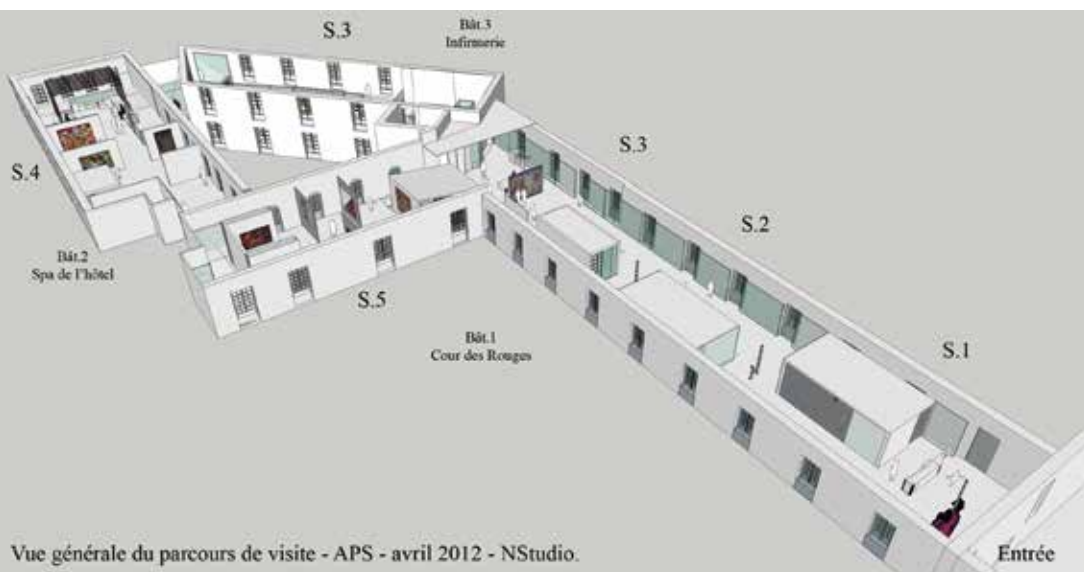 S.3
Bât.3
Infirmerie
S.3
S.4
S.2
Bât.2
Spa de l'hôtel
S.5
Bât.1
Cour des Rouges
S.1
Vue générale du parcours de visite - APS - avril 2012 - NStudio.
Entrée